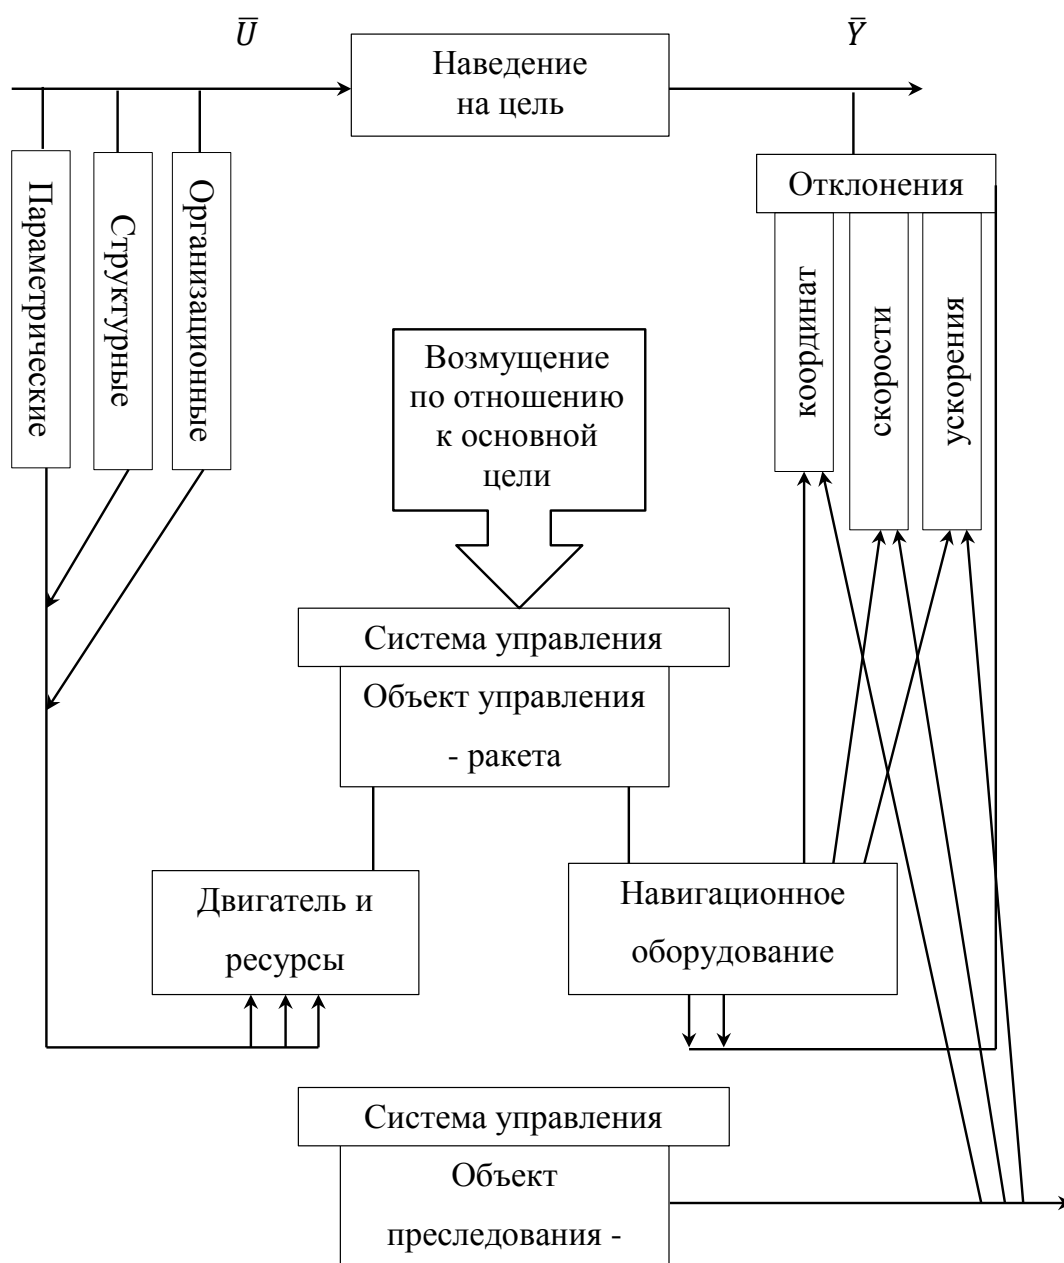 Ū Ȳ
Наведение
на цель
Параметрические
Структурные
Организационные
Отклонения
координат
скорости
ускорения
Возмущение
по отношению
к основной
цели
Система управления
Объект управления
- ракета
Двигатель и
ресурсы
Навигационное
оборудование
Система управления
Объект
преследования -